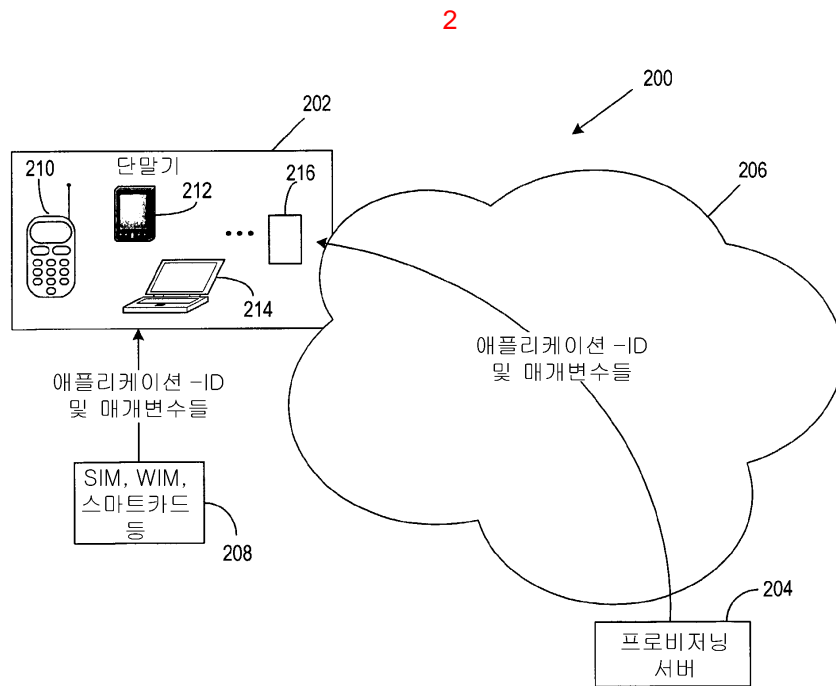 2
200
202
단말기
210
212
216
206
214
애플리케이션 -ID
및 매개변수들
애플리케이션 -ID
및 매개변수들
SIM, WIM,
스마트카드
등
208
204
프로비저닝
서버